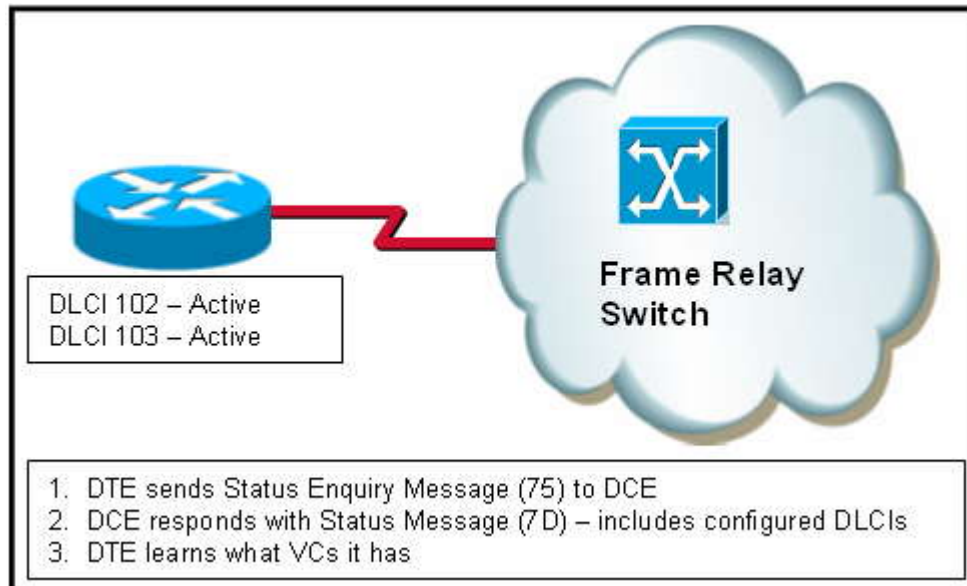 DLCI 102 – Active
DLCI 103 – Active
Frame Relay
Switch
1. DTE sends Status Enquiry Message (75) to DCE
2. DCE responds with Status Message (7D) – includes configured DLCIs
3. DTE learns what VCs it has